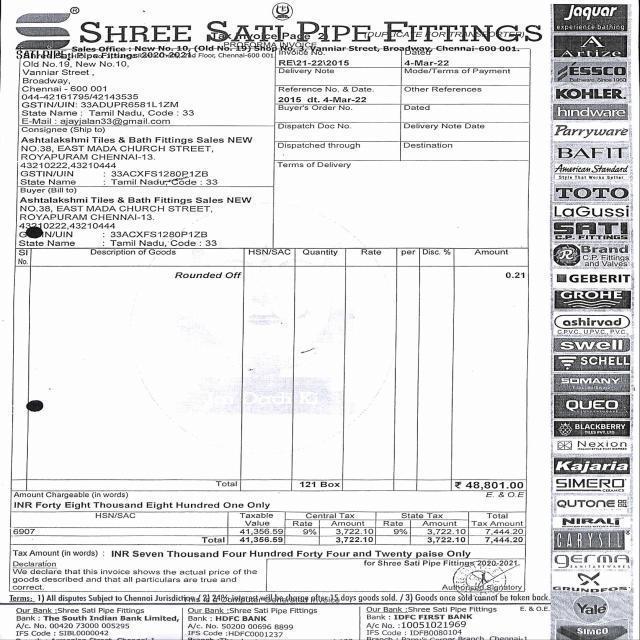 SHREE SATI PIPE FITTINGS
Tax Invoice Page 2
(DUPLICATE FOR TRANSPORTER)
PROFORMA INVOICE
Sales Office : New No. 10, (Old No. 19) Shop No. 3, Vanniar Street, Broadway, Chennai-600 001.
Old No.19, New No.10,
Vanniar Street ,
Broadway,
Chennai - 600 001
044-42161795/42143535
GSTIN/UIN: 33ADUPR6581L1ZM
State Name : Tamil Nadu, Code : 33
E-Mail : ajayjalan33@gmail.com
Invoice No.
Dated
RE\21-22\2015
4-Mar-22
Delivery Note
Mode/Terms of Payment
Reference No. & Date.
Other References
2015 dt. 4-Mar-22
Buyer's Order No.
Dated
Dispatch Doc No.
Delivery Note Date
Dispatched through
Destination
Terms of Delivery
Consignee (Ship to)
Ashtalakshmi Tiles & Bath Fittings Sales NEW
NO.38, EAST MADA CHURCH STREET,
ROYAPURAM CHENNAI-13.
43210222,43210444
GSTIN/UIN : 33ACXFS1280P1ZB
State Name : Tamil Nadu, Code : 33
Buyer (Bill to)
Ashtalakshmi Tiles & Bath Fittings Sales NEW
NO.38, EAST MADA CHURCH STREET,
ROYAPURAM CHENNAI-13.
43210222,43210444
GSTIN/UIN : 33ACXFS1280P1ZB
State Name : Tamil Nadu, Code : 33
Sl No. Description of Goods HSN/SAC Quantity Rate per Disc. % Amount
Rounded Off 0.21
Total 121 Box ₹ 48,801.00
Amount Chargeable (in words) E. & O.E
INR Forty Eight Thousand Eight Hundred One Only
HSN/SAC Taxable Value Central Tax Rate Amount State Tax Rate Amount Total Tax Amount
6907 41,356.59 9% 3,722.10 9% 3,722.10 7,444.20
Total 41,356.59 3,722.10 3,722.10 7,444.20
Tax Amount (in words) : INR Seven Thousand Four Hundred Forty Four and Twenty paise Only
Declaration
We declare that this invoice shows the actual price of the
goods described and that all particulars are true and
correct.
for Shree Sati Pipe Fittings 2020-2021.
Authorised Signatory
Terms: 1) All disputes Subject to Chennai Jurisdiction. / 2) 24% interest will be charge after 15 days goods sold. / 3) Goods once sold cannot be taken back.
E. & O.E.
Our Bank :Shree Sati Pipe Fittings
Bank : The South Indian Bank Limited,
A/c No. 00420 73000 005295
IFS Code : SIBL0000042
Our Bank :Shree Sati Pipe Fittings
Bank : HDFC BANK
A/c No. 50200 00696 8899
IFS Code : HDFC0001237
Our Bank : Shree Sati Pipe Fittings
Bank : IDFC FIRST BANK
A/c No. :10051021969
IFS Code : IDFB0080104
Jaquar
experience bathing
ESSCO
KOHLER
hindware
Parryware
BAFIT
American Standard
Style That Works Better
TOTO
LaGussi
SATI
C.P. FITTINGS
Brand
C.P. Fittings
and Valves
GEBERIT
GROHE
ashirvad
C.P.V.C., U.P.V.C., P.V.C.
swell
SCHELL
SOMANY
QUEO
BLACKBERRY
Nexion
Kajaria
SIMERO
QUTONE
NIRALI
CARYSIL
germa
GRUNDFOS
Yale
SIMCO